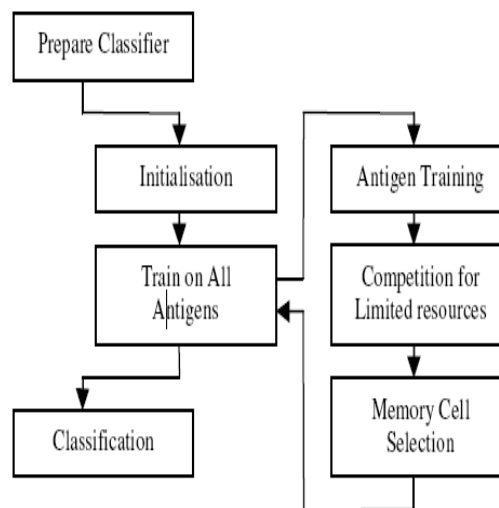 Prepare Classifier
Initialisation
Train on All
Antigens
Classification
Antigen Training
Competition for
Limited resources
Memory Cell
Selection